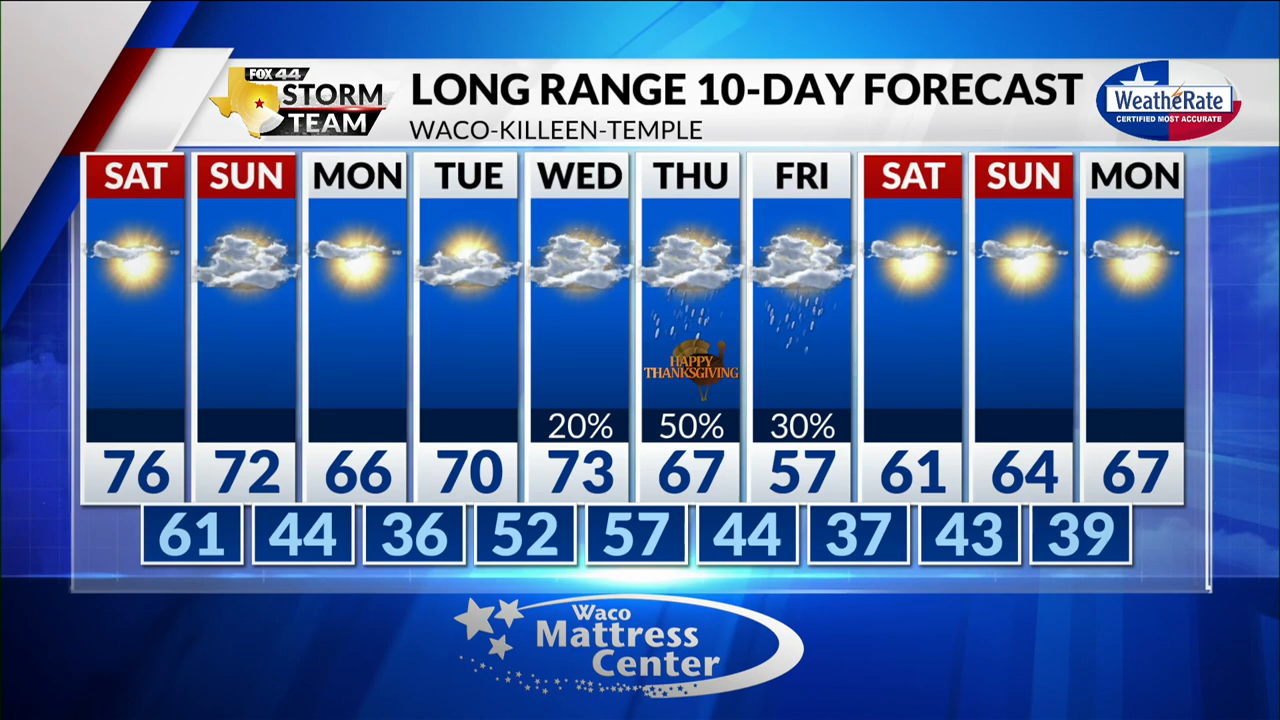 FOX 44
STORM
TEAM
LONG RANGE 10-DAY FORECAST
WACO-KILLEEN-TEMPLE
WeatheRate
CERTIFIED MOST ACCURATE
SAT SUN MON TUE WED THU FRI SAT SUN MON
HAPPY
THANKSGIVING
20% 50% 30%
76 72 66 70 73 67 57 61 64 67
61 44 36 52 57 44 37 43 39
Waco
Mattress
Center